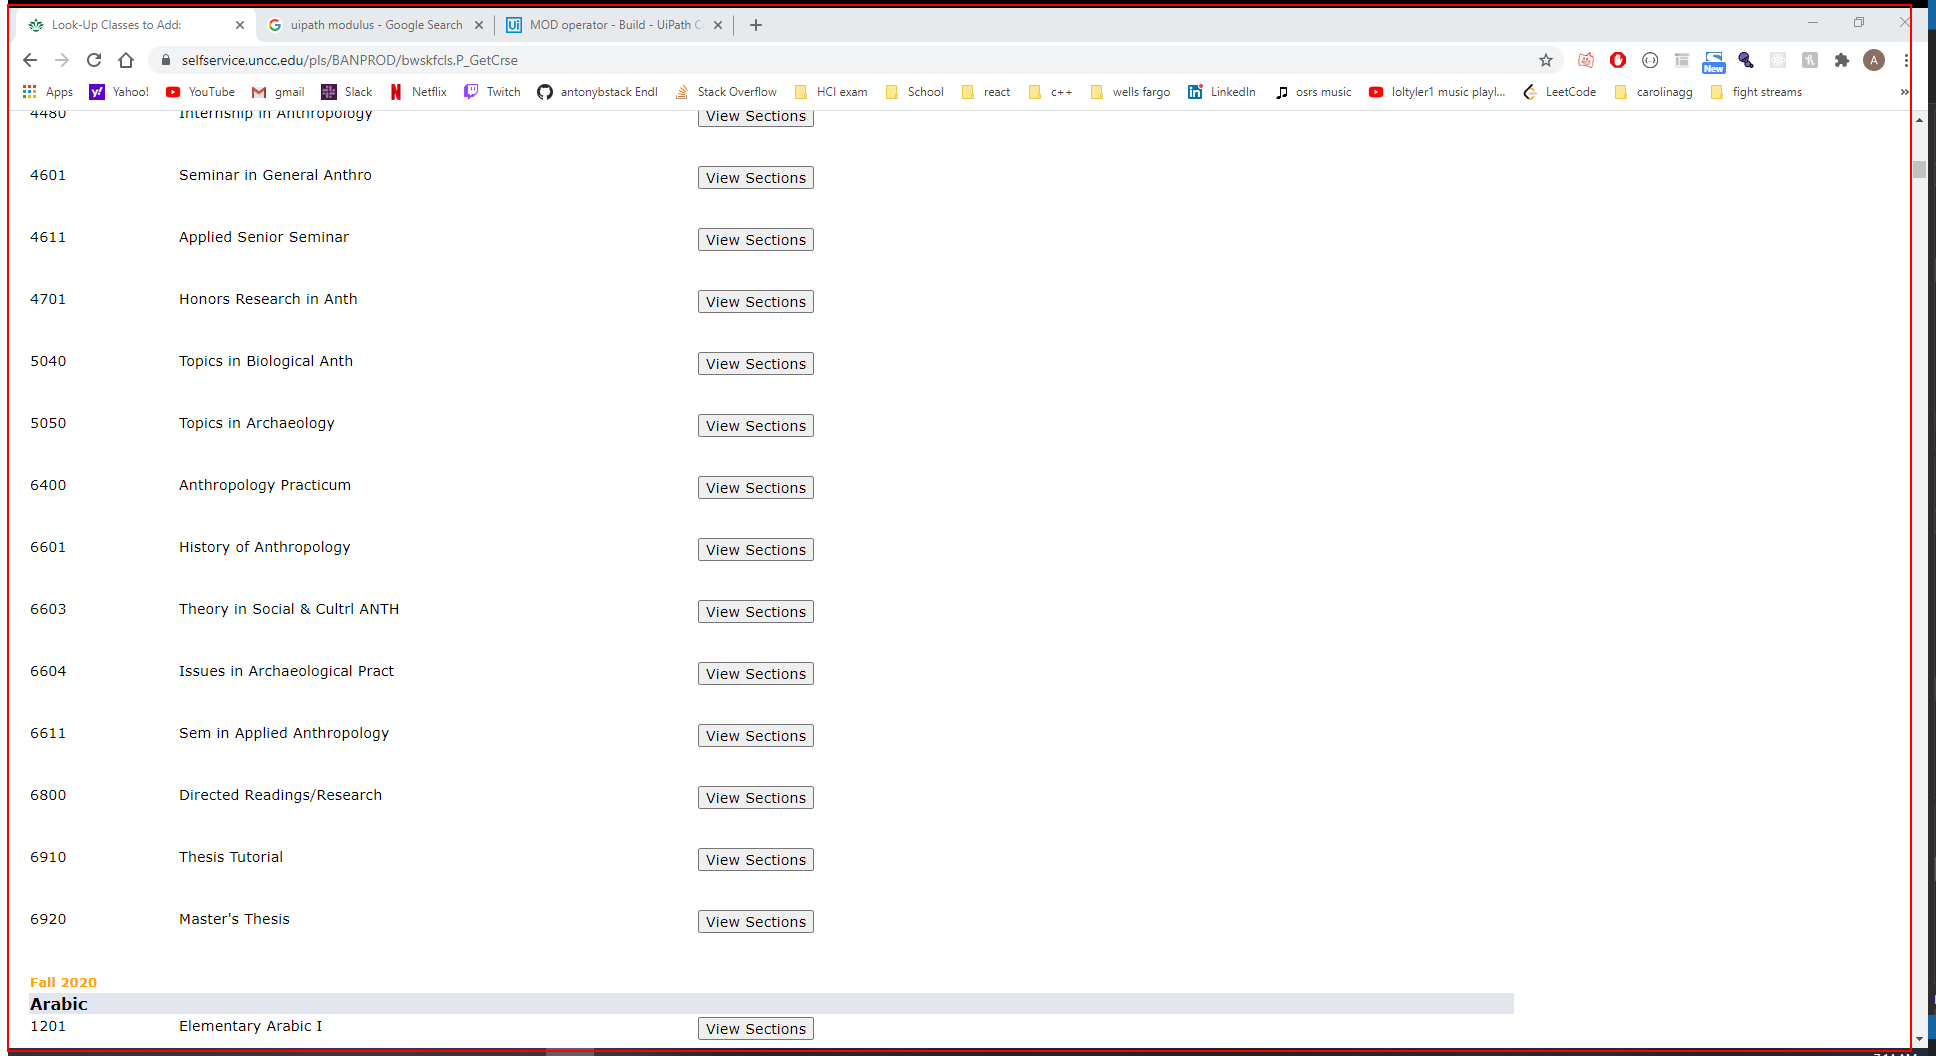 Look-Up Classes to Add: uipath modulus - Google Search Ui MOD operator - Build - UiPath
selfservice.uncc.edu/pls/BANPROD/bwskfcls.P_GetCrse New A
Apps Yahoo! YouTube gmail Slack Netflix Twitch antonybstack Endl Stack Overflow HCI exam School react c++ wells fargo LinkedIn osrs music loltyler1 music playl... LeetCode carolinagg fight streams »
4480 Internship in Anthropology View Sections
4601 Seminar in General Anthro View Sections
4611 Applied Senior Seminar View Sections
4701 Honors Research in Anth View Sections
5040 Topics in Biological Anth View Sections
5050 Topics in Archaeology View Sections
6400 Anthropology Practicum View Sections
6601 History of Anthropology View Sections
6603 Theory in Social & Cultrl ANTH View Sections
6604 Issues in Archaeological Pract View Sections
6611 Sem in Applied Anthropology View Sections
6800 Directed Readings/Research View Sections
6910 Thesis Tutorial View Sections
6920 Master's Thesis View Sections
Fall 2020
Arabic
1201 Elementary Arabic I View Sections